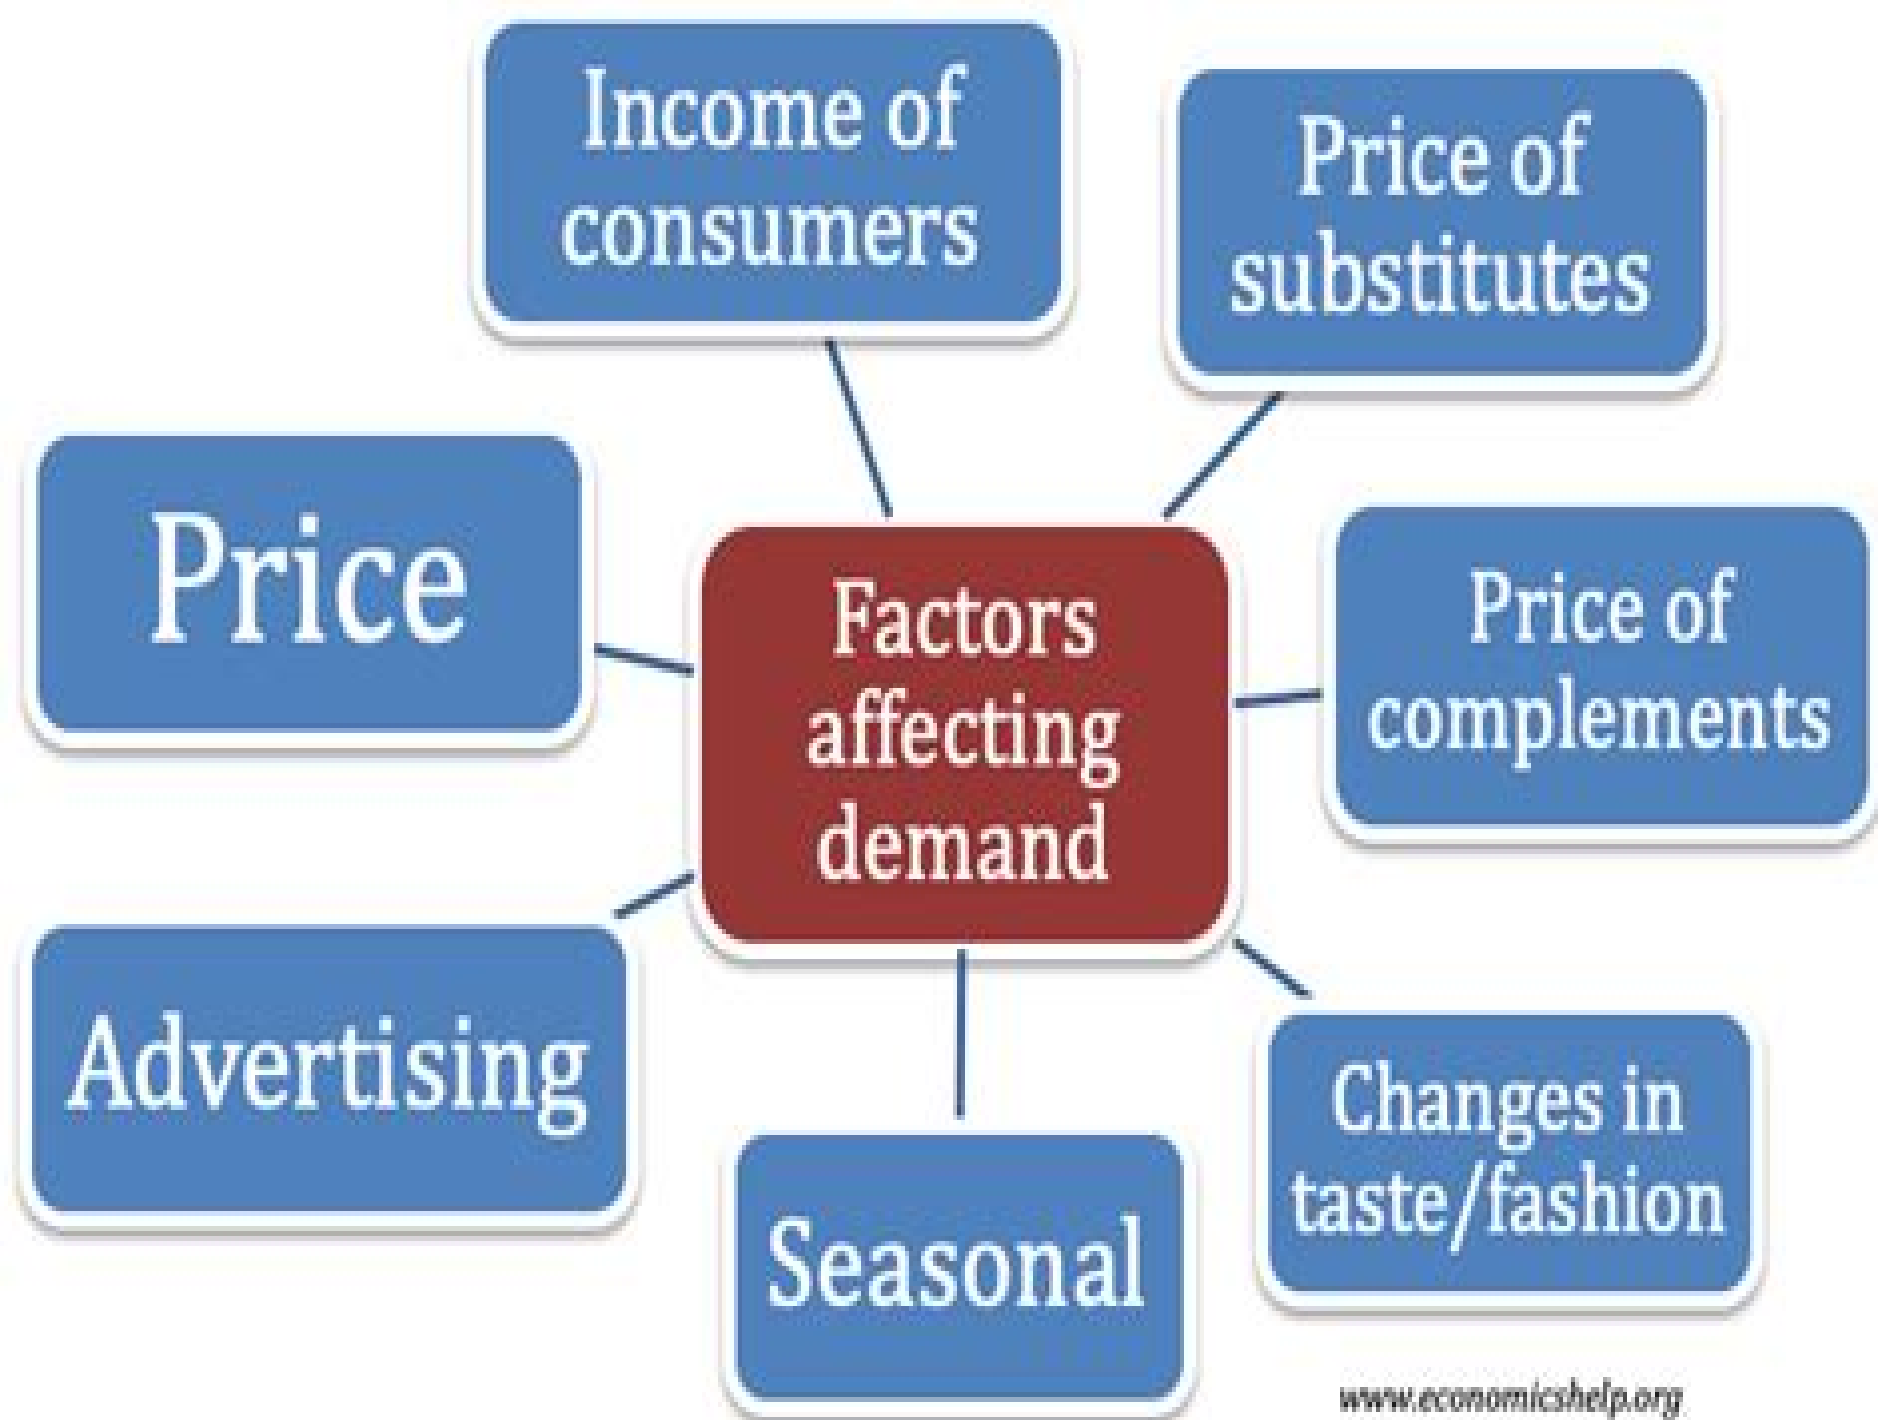 Income of
consumers
Price of
substitutes
Price
Factors
affecting
demand
Price of
complements
Advertising
Seasonal
Changes in
taste/fashion
www.economicshelp.org